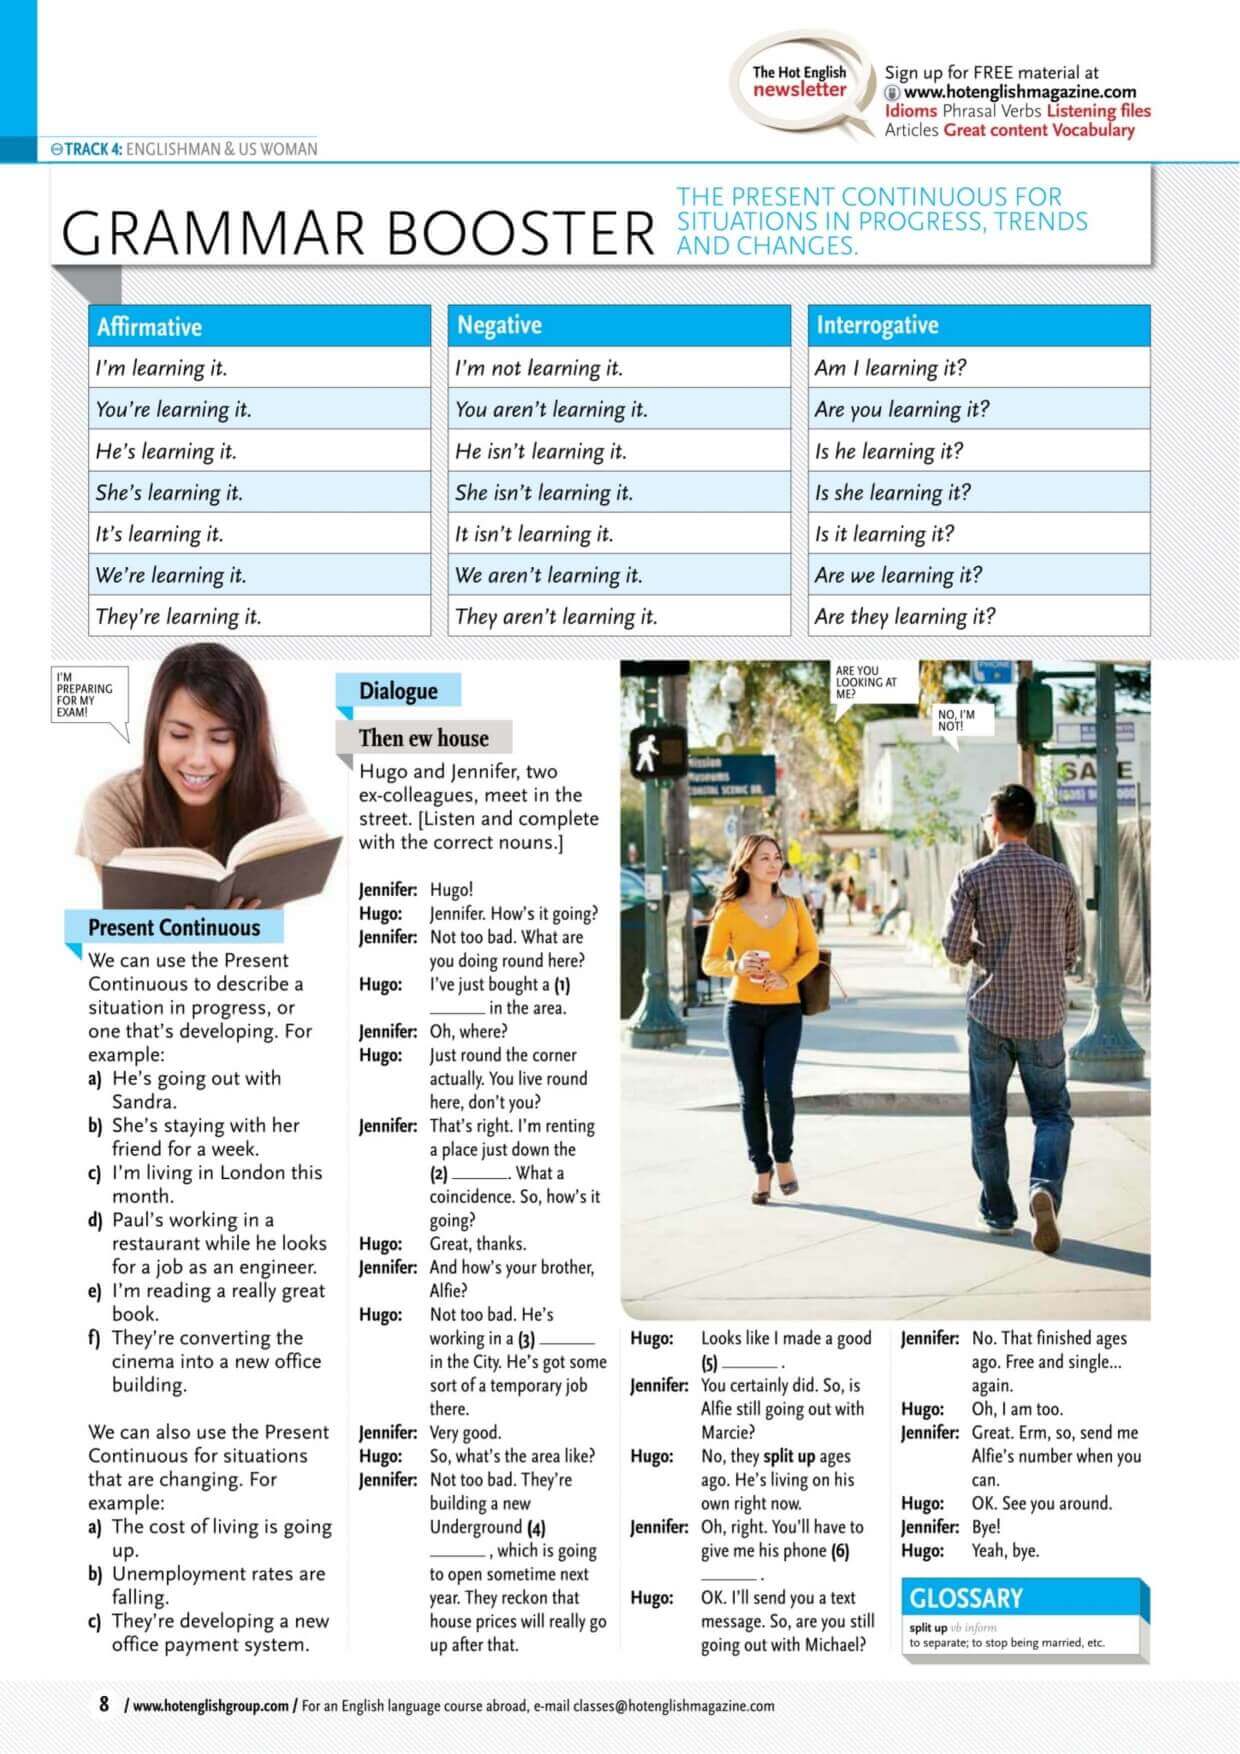 The Hot English
newsletter
Sign up for FREE material at
www.hotenglishmagazine.com
Idioms Phrasal Verbs Listening files
Articles Great content Vocabulary
TRACK 4: ENGLISHMAN & US WOMAN
GRAMMAR BOOSTER
THE PRESENT CONTINUOUS FOR
SITUATIONS IN PROGRESS, TRENDS
AND CHANGES.
Affirmative
I'm learning it.
You're learning it.
He's learning it.
She's learning it.
It's learning it.
We're learning it.
They're learning it.
Negative
I'm not learning it.
You aren't learning it.
He isn't learning it.
She isn't learning it.
It isn't learning it.
We aren't learning it.
They aren't learning it.
Interrogative
Am I learning it?
Are you learning it?
Is he learning it?
Is she learning it?
Is it learning it?
Are we learning it?
Are they learning it?
I'M
PREPARING
FOR MY
EXAM!
Present Continuous
We can use the Present
Continuous to describe a
situation in progress, or
one that's developing. For
example:
a) He's going out with
Sandra.
b) She's staying with her
friend for a week.
c) I'm living in London this
month.
d) Paul's working in a
restaurant while he looks
for a job as an engineer.
e) I'm reading a really great
book.
f) They're converting the
cinema into a new office
building.
We can also use the Present
Continuous for situations
that are changing. For
example:
a) The cost of living is going
up.
b) Unemployment rates are
falling.
c) They're developing a new
office payment system.
Dialogue
Then ew house
Hugo and Jennifer, two
ex-colleagues, meet in the
street. [Listen and complete
with the correct nouns.]
Jennifer: Hugo!
Hugo: Jennifer. How's it going?
Jennifer: Not too bad. What are
you doing round here?
Hugo: I've just bought a (1)
______ in the area.
Jennifer: Oh, where?
Hugo: Just round the corner
actually. You live round
here, don't you?
Jennifer: That's right. I'm renting
a place just down the
(2) ______. What a
coincidence. So, how's it
going?
Hugo: Great, thanks.
Jennifer: And how's your brother,
Alfie?
Hugo: Not too bad. He's
working in a (3) ______
in the City. He's got some
sort of a temporary job
there.
Jennifer: Very good.
Hugo: So, what's the area like?
Jennifer: Not too bad. They're
building a new
Underground (4)
______ , which is going
to open sometime next
year. They reckon that
house prices will really go
up after that.
ARE YOU
LOOKING AT
ME?
NO, I'M
NOT!
PHONE
Mission
Museums
COASTAL SCENIC DR.
SALE
Hugo: Looks like I made a good
(5) ______ .
Jennifer: You certainly did. So, is
Alfie still going out with
Marcie?
Hugo: No, they split up ages
ago. He's living on his
own right now.
Jennifer: Oh, right. You'll have to
give me his phone (6)
______ .
Hugo: OK. I'll send you a text
message. So, are you still
going out with Michael?
Jennifer: No. That finished ages
ago. Free and single...
again.
Hugo: Oh, I am too.
Jennifer: Great. Erm, so, send me
Alfie's number when you
can.
Hugo: OK. See you around.
Jennifer: Bye!
Hugo: Yeah, bye.
GLOSSARY
split up vb inform
to separate; to stop being married, etc.
8 / www.hotenglishgroup.com / For an English language course abroad, e-mail classes@hotenglishmagazine.com